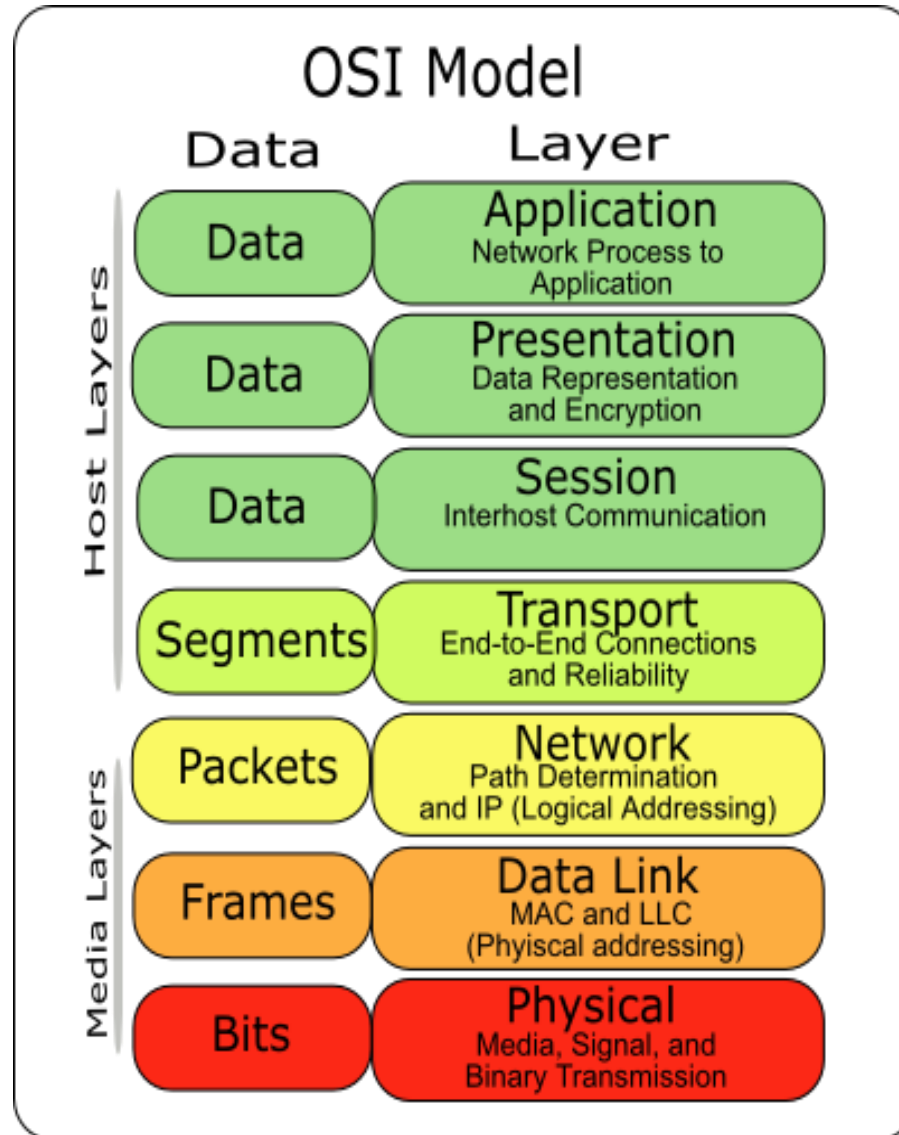 OSI Model
Data
Layer
Host Layers
Data
Application
Network Process to
Application
Data
Presentation
Data Representation
and Encryption
Data
Session
Interhost Communication
Segments
Transport
End-to-End Connections
and Reliability
Media Layers
Packets
Network
Path Determination
and IP (Logical Addressing)
Frames
Data Link
MAC and LLC
(Phyiscal addressing)
Bits
Physical
Media, Signal, and
Binary Transmission